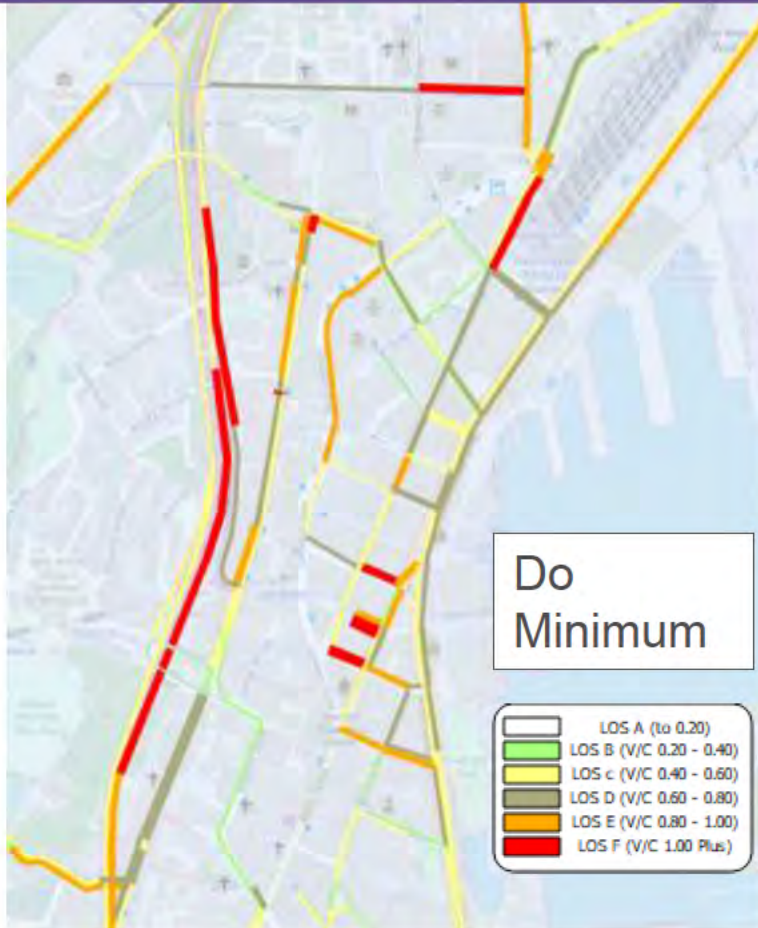 Do
Minimum
LOS A (to 0.20)
LOS B (V/C 0.20 - 0.40)
LOS c (V/C 0.40 - 0.60)
LOS D (V/C 0.60 - 0.80)
LOS E (V/C 0.80 - 1.00)
LOS F (V/C 1.00 Plus)